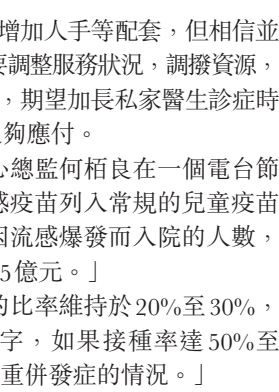 增加人手等配套，但相信並
要調整服務狀況，調撥資源，
，期望加長私家醫生診症時
足夠應付。
心總監何栢良在一個電台節
感疫苗列入常規的兒童疫苗
因流感爆發而入院的人數，
5億元。」
的比率維持於20%至30%，
字，如果接種率達50%至
重併發症的情況。」